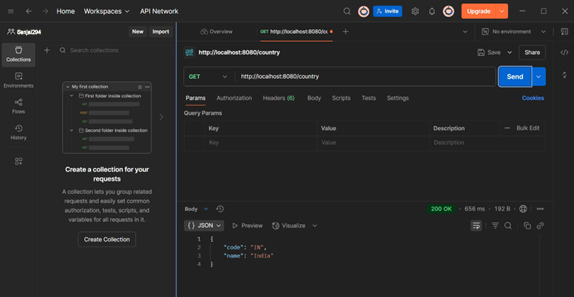 Home Workspaces API Network
Invite
Upgrade
New Import
Overview
GET http://localhost:8080/cou
No environment
Collections
Environments
Flows
History
Search collections
My first collection
First folder inside collection
Second folder inside collection
Create a collection for your
requests
A collection lets you group related
requests and easily set common
authorization, tests, scripts, and
variables for all requests in it.
Create Collection
http://localhost:8080/country
Save
Share
GET
http://localhost:8080/country
Send
Params Authorization Headers (6) Body Scripts Tests Settings
Cookies
Query Params
Key Value Description Bulk Edit
Key Value Description
Body
200 OK • 656 ms • 192 B
{} JSON Preview Visualize
1 {
2 "code": "IN",
3 "name": "India"
4 }